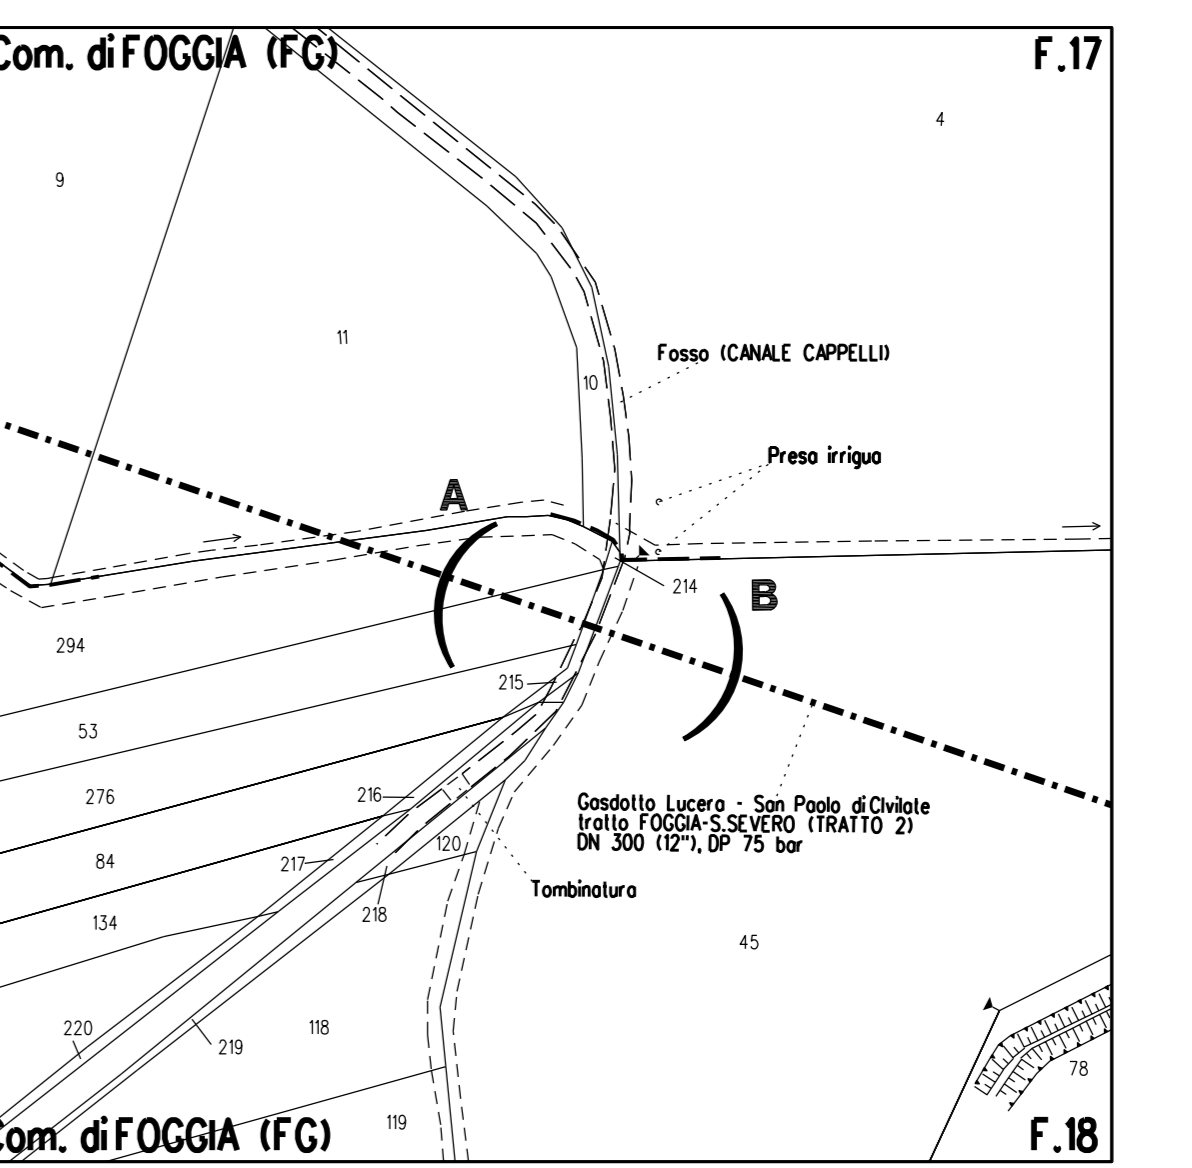 Com. di FOGGIA (FG)
F.17
4
9
11
Fosso (CANALE CAPPELLI)
10
Presa irrigua
A
214
B
294
215
53
276
216
Gasdotto Lucera - San Paolo di CIvilate
tratto FOGGIA-S.SEVERO (TRATTO 2)
DN 300 (12"), DP 75 bar
120
84
217
Tombinatura
134
218
45
220
118
219
78
119
Com. di FOGGIA (FG)
F.18